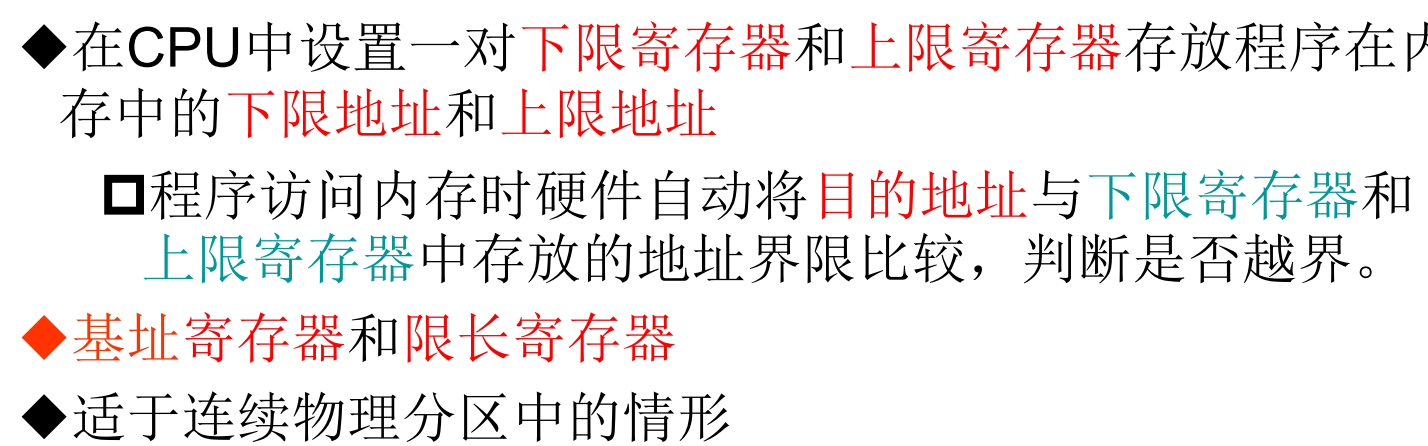 ◆在CPU中设置一对下限寄存器和上限寄存器存放程序在内
存中的下限地址和上限地址
程序访问内存时硬件自动将目的地址与下限寄存器和
上限寄存器中存放的地址界限比较，判断是否越界。
◆基址寄存器和限长寄存器
◆适于连续物理分区中的情形